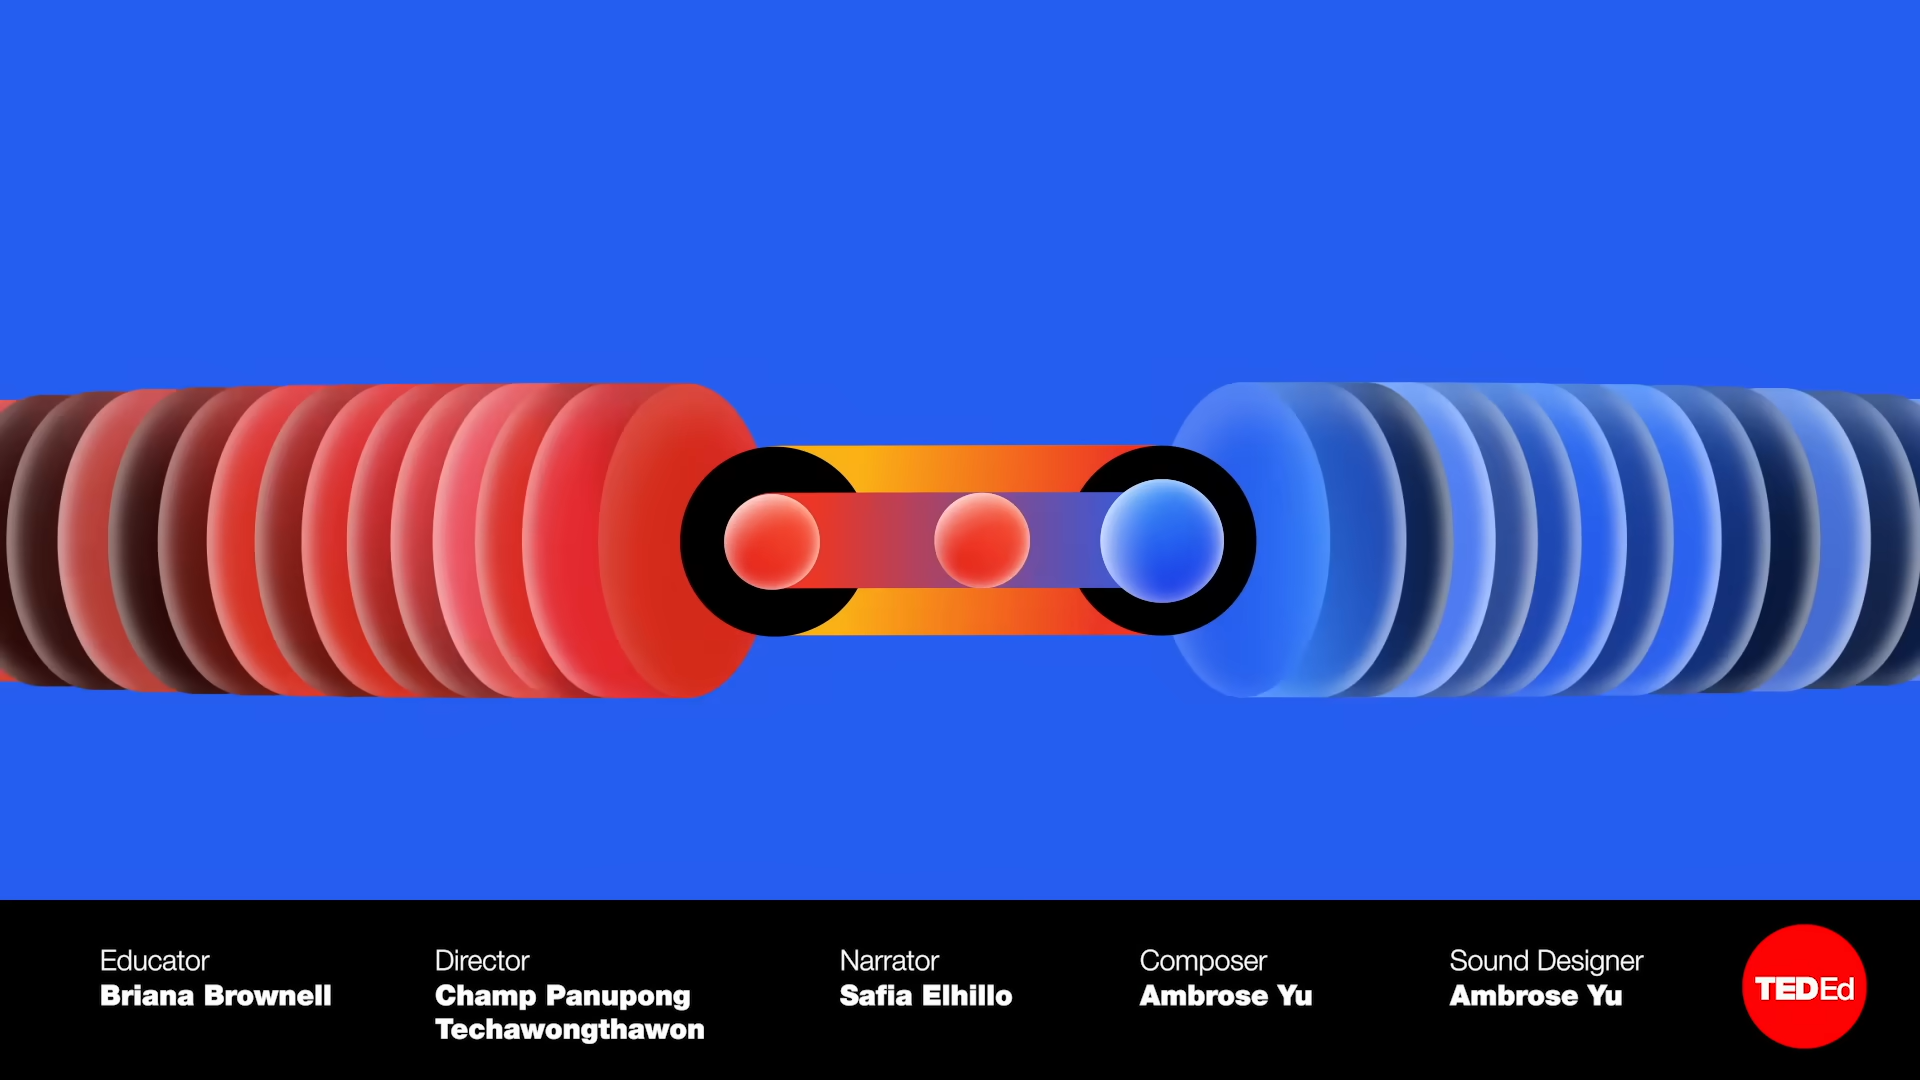 Educator
Briana Brownell
Director
Champ Panupong
Techawongthawon
Narrator
Safia Elhillo
Composer
Ambrose Yu
Sound Designer
Ambrose Yu
TEDEd